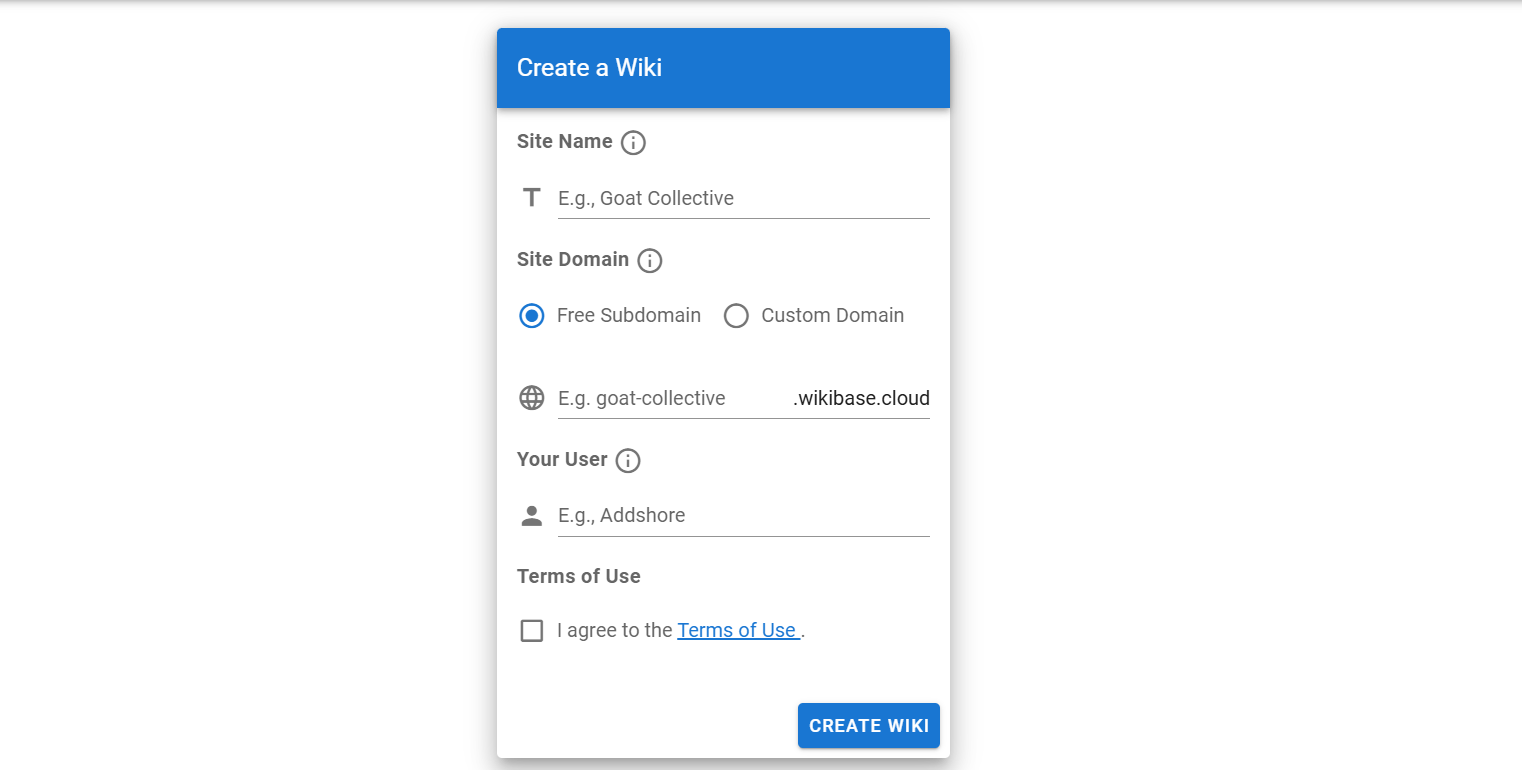 Create a Wiki
Site Name
E.g., Goat Collective
Site Domain
Free Subdomain Custom Domain
E.g. goat-collective .wikibase.cloud
Your User
E.g., Addshore
Terms of Use
I agree to the Terms of Use .
CREATE WIKI